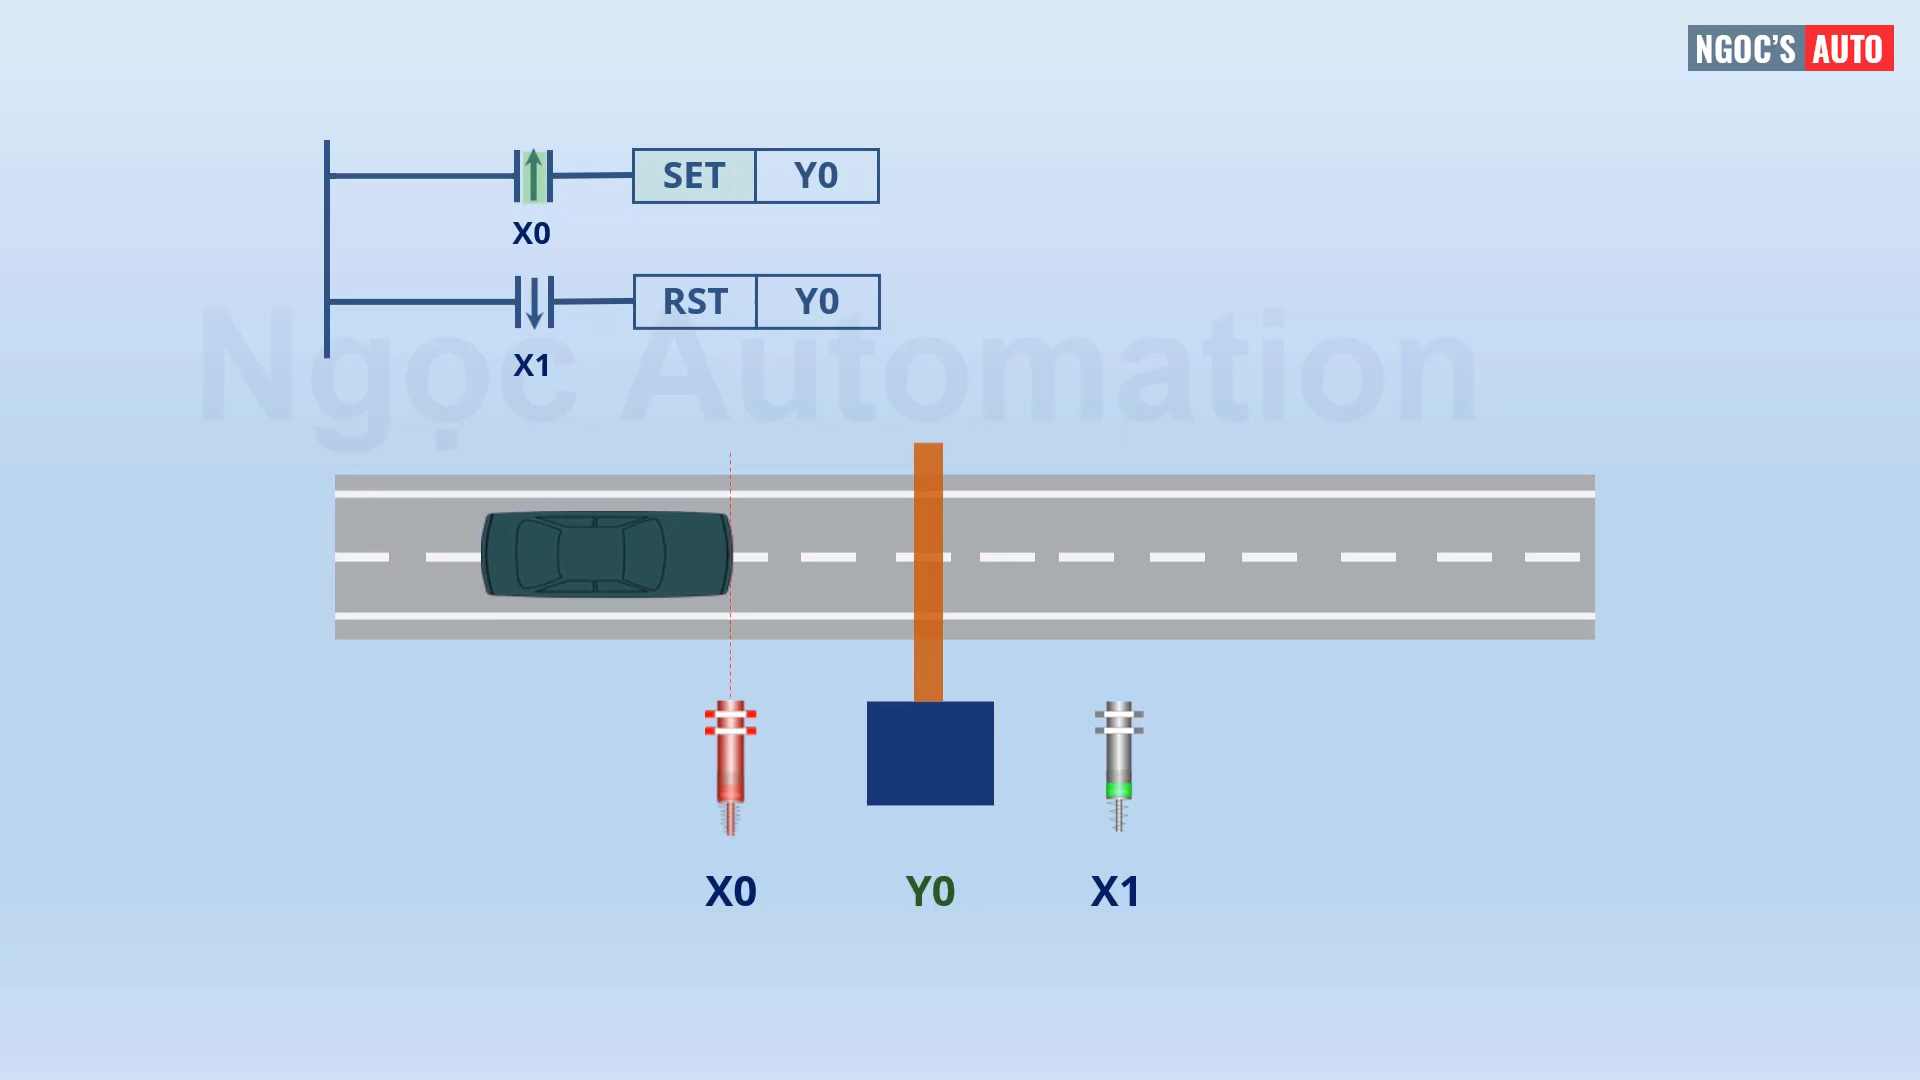 NGOC'S AUTO
SET Y0
X0
RST Y0
X1
Ngọc Automation
X0 Y0 X1